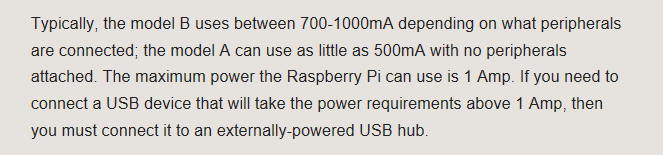 Typically, the model B uses between 700-1000mA depending on what peripherals
are connected; the model A can use as little as 500mA with no peripherals
attached. The maximum power the Raspberry Pi can use is 1 Amp. If you need to
connect a USB device that will take the power requirements above 1 Amp, then
you must connect it to an externally-powered USB hub.